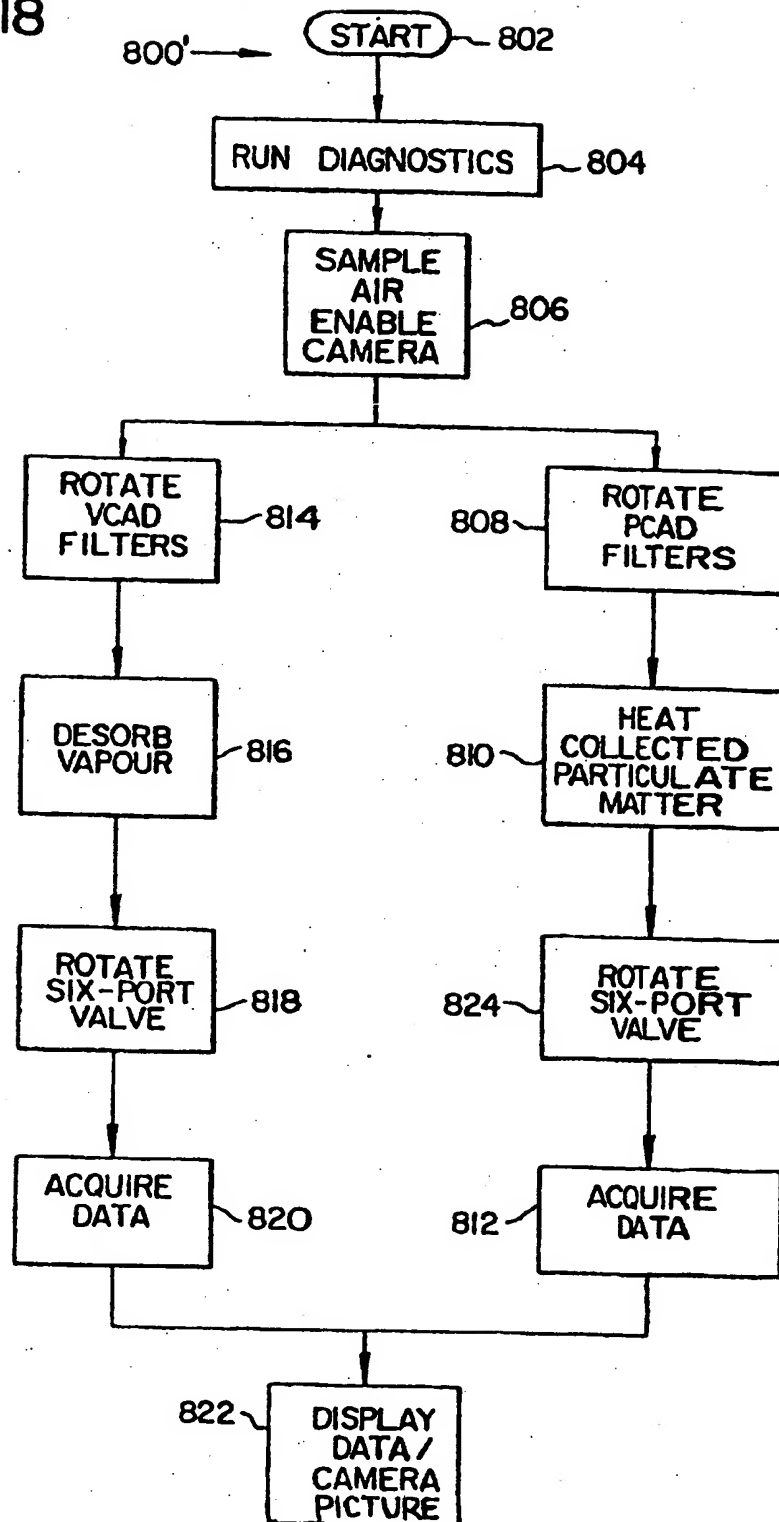 18
800'
START
802
RUN DIAGNOSTICS
804
SAMPLE
AIR
ENABLE
CAMERA
806
ROTATE
VCAD
FILTERS
814
808
ROTATE
PCAD
FILTERS
DESORB
VAPOUR
816
810
HEAT
COLLECTED
PARTICULATE
MATTER
ROTATE
SIX-PORT
VALVE
818
824
ROTATE
SIX-PORT
VALVE
ACQUIRE
DATA
820
812
ACQUIRE
DATA
822
DISPLAY
DATA/
CAMERA
PICTURE